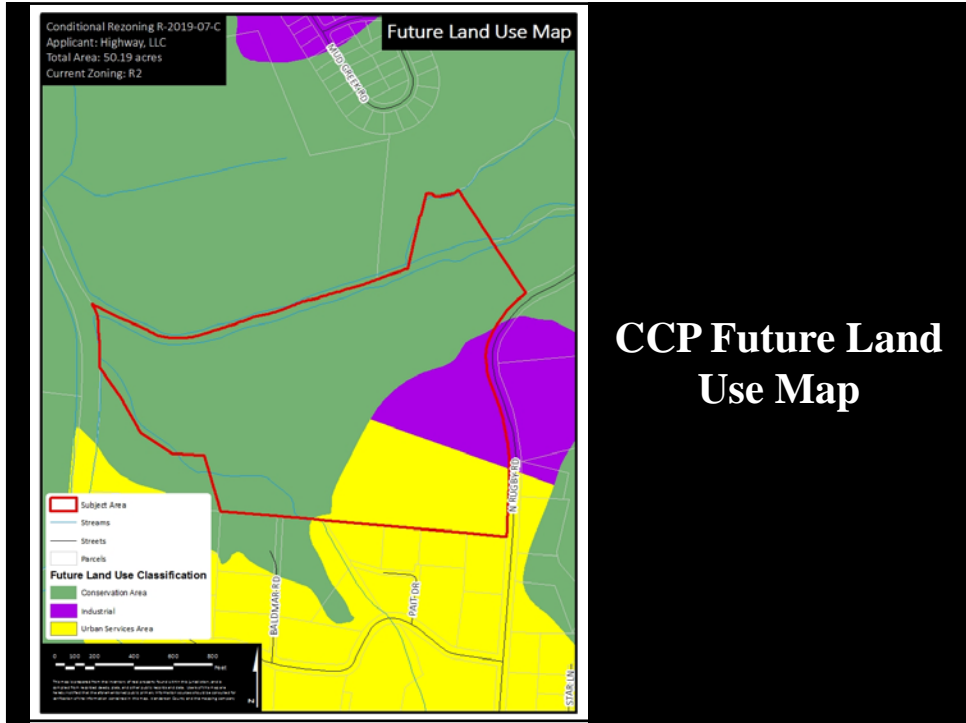 Conditional Rezoning R-2019-07-C
Applicant: Highway, LLC
Total Area: 50.19 acres
Current Zoning: R2
Future Land Use Map
MUD CREEK RD
N RUGBY RD
BALDMAR RD
PAIT DR
STAR LN
Subject Area
Streams
Streets
Parcels
Future Land Use Classification
Conservation Area
Industrial
Urban Services Area
0 100 200 400 600 800
Feet
N
CCP Future Land
Use Map